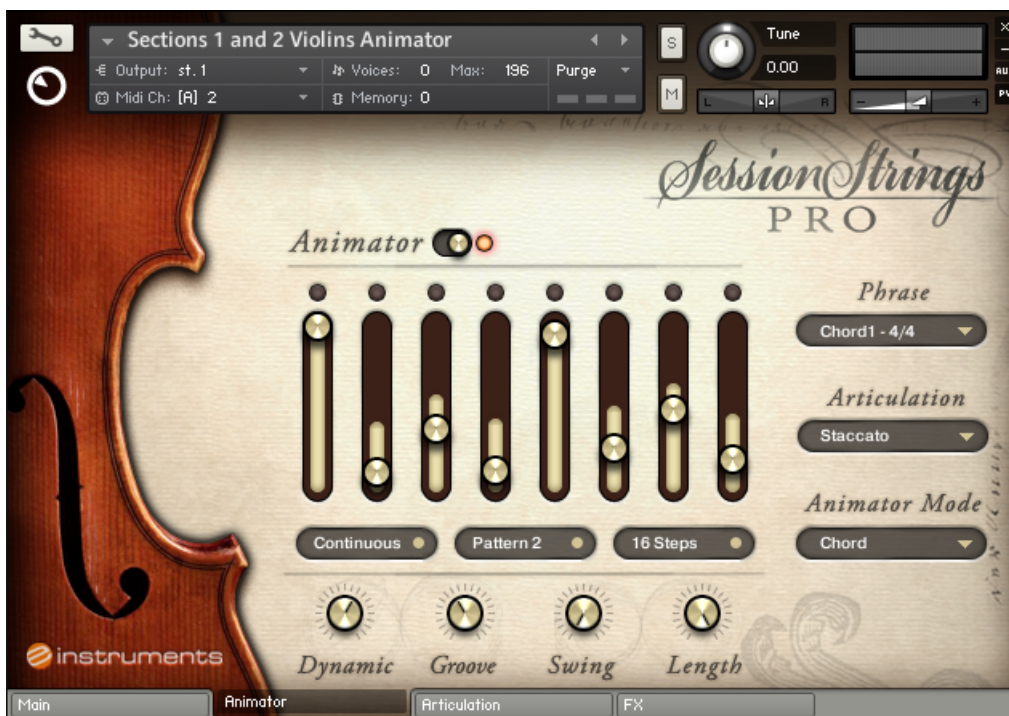 Sections 1 and 2 Violins Animator
Output: st.1 Voices: 0 Max: 196 Purge
Midi Ch: [A] 2 Memory: 0
S
M
Tune
0.00
L R
- +
AU
PV
Session Strings
PRO
Animator
Phrase
Chord1 - 4/4
Articulation
Staccato
Animator Mode
Chord
Continuous Pattern 2 16 Steps
Dynamic Groove Swing Length
instruments
Main Animator Articulation FX